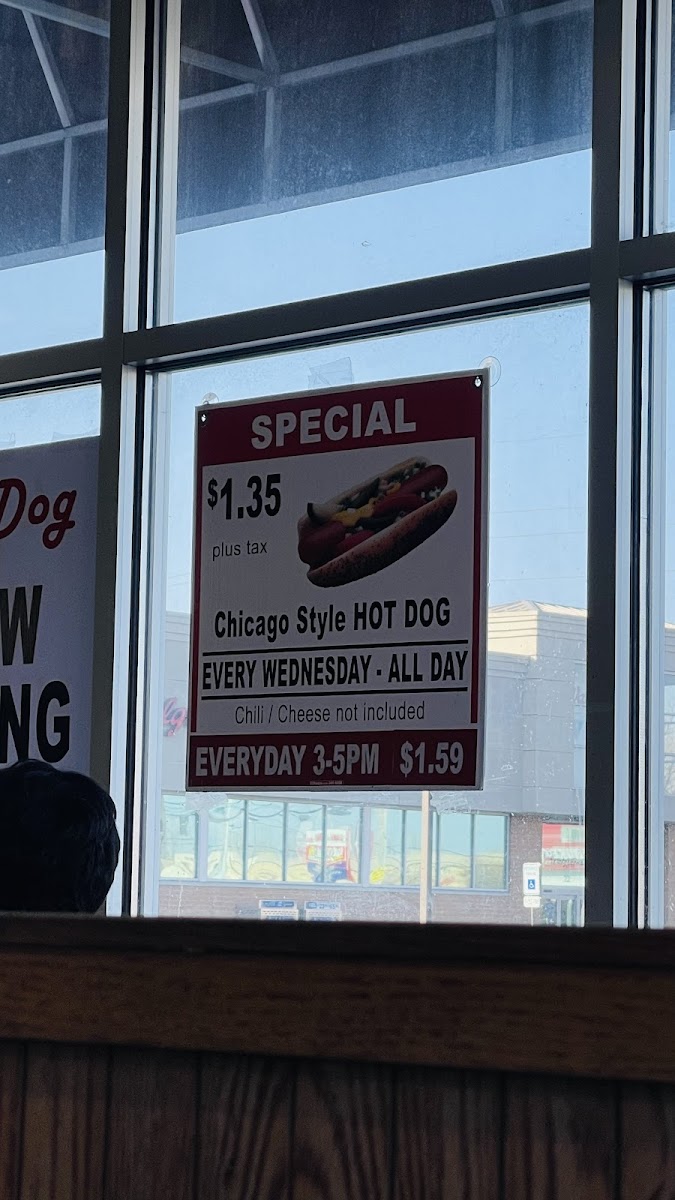 SPECIAL
$1.35
plus tax
Chicago Style HOT DOG
EVERY WEDNESDAY - ALL DAY
Chili / Cheese not included
EVERYDAY 3-5PM $1.59
Dog
W
NG